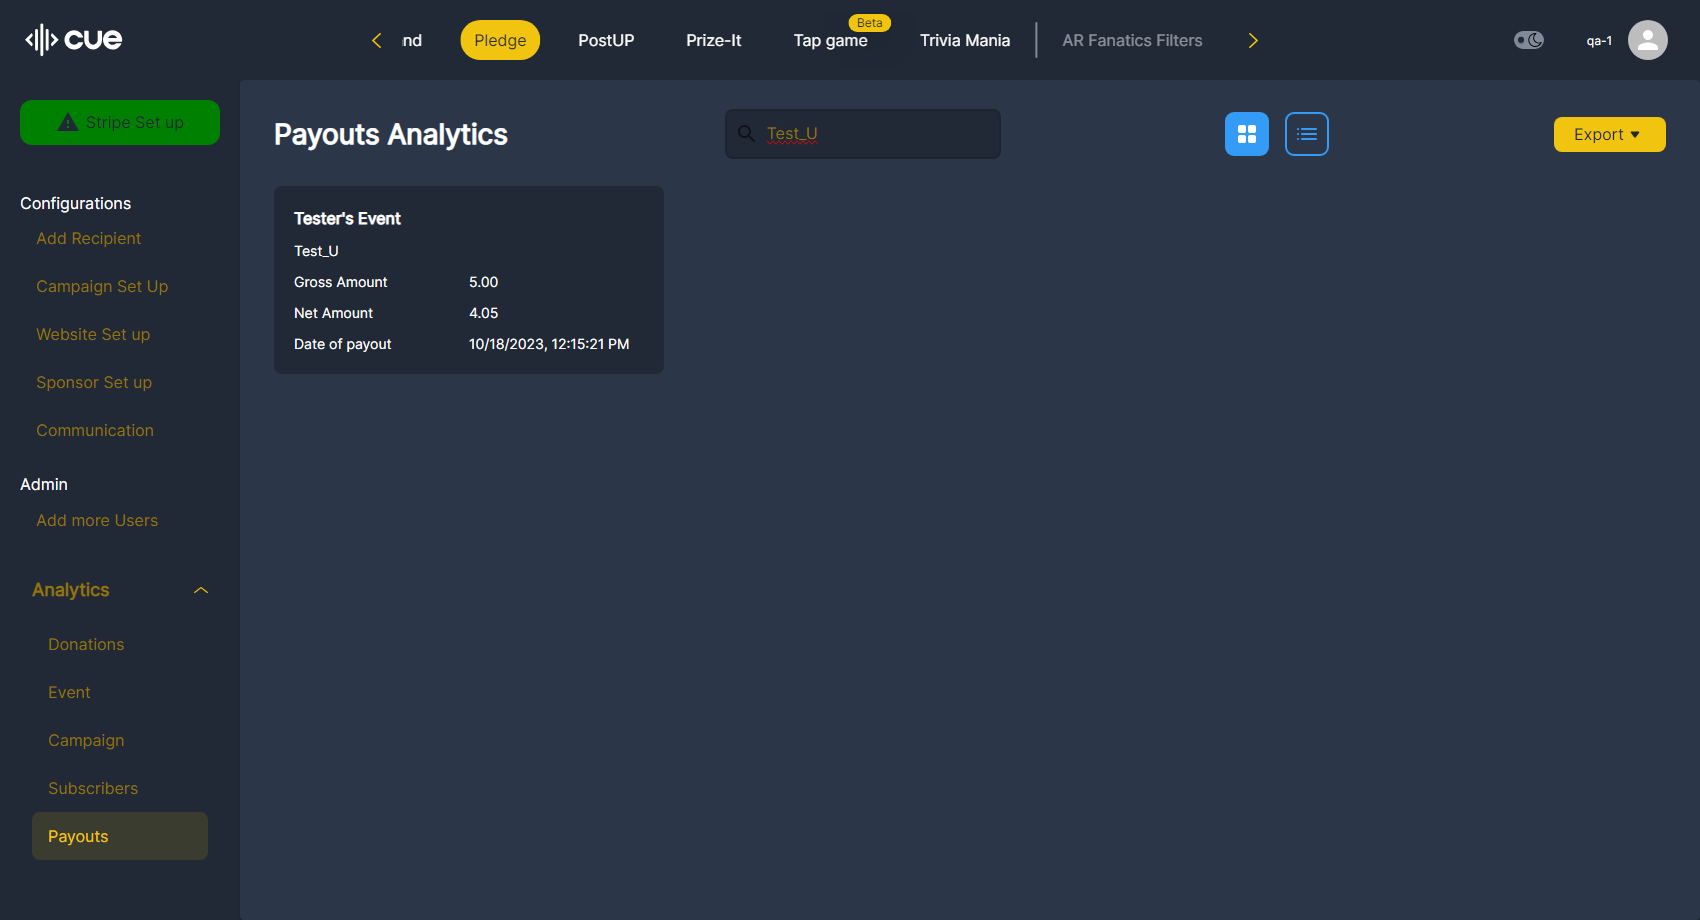 cue
nd
Pledge
PostUP
Prize-It
Tap game
Beta
Trivia Mania
AR Fanatics Filters
qa-1
Stripe Set up
Configurations
Add Recipient
Campaign Set Up
Website Set up
Sponsor Set up
Communication
Admin
Add more Users
Analytics
Donations
Event
Campaign
Subscribers
Payouts
Payouts Analytics
Test_U
Export
Tester's Event
Test_U
Gross Amount 5.00
Net Amount 4.05
Date of payout 10/18/2023, 12:15:21 PM